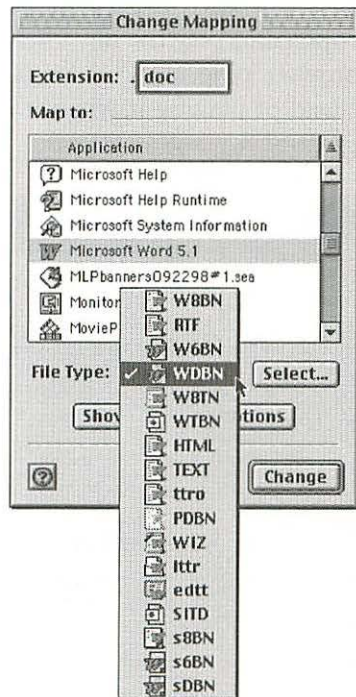 Change Mapping
Extension: .doc
Map to:
Application
Microsoft Help
Microsoft Help Runtime
Microsoft System Information
Microsoft Word 5.1
MLPbanners092298#1.sea
Monitor
MovieP
W8BN
RTF
W6BN
File Type: ✓ WDBN Select...
W8TN
Show tions
WTBN
HTML
TEXT
ttro
Change
PDBN
WIZ
lttr
edtt
SITD
s8BN
s6BN
sDBN